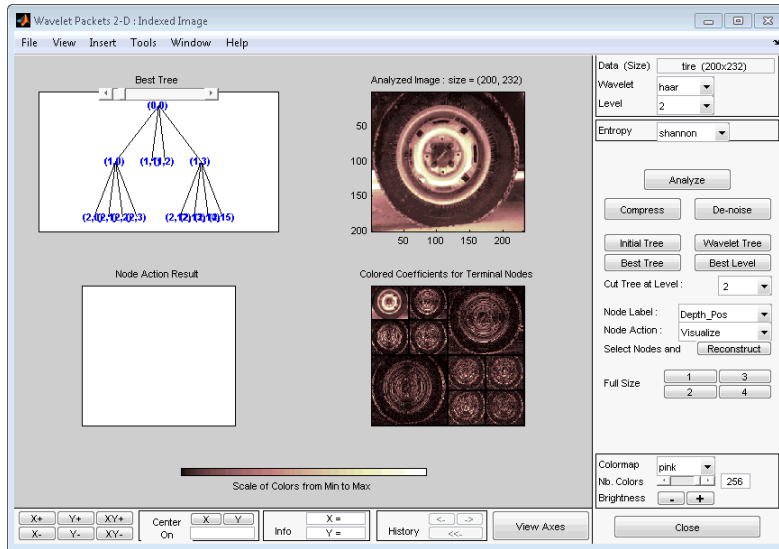 Wavelet Packets 2-D : Indexed Image
File View Insert Tools Window Help
Best Tree
(0,0)
(1,0) (1,2) (1,3)
(2,3)
Analyzed Image : size = (200, 232)
50
100
150
200
50 100 150 200
Node Action Result
Colored Coefficients for Terminal Nodes
Scale of Colors from Min to Max
Data (Size) tire (200x232)
Wavelet haar
Level 2
Entropy shannon
Analyze
Compress De-noise
Initial Tree Wavelet Tree
Best Tree Best Level
Cut Tree at Level : 2
Node Label : Depth_Pos
Node Action : Visualize
Select Nodes and Reconstruct
Full Size 1 3
2 4
Colormap pink
Nb. Colors 256
Brightness - +
X+ Y+ XY+
X- Y- XY-
Center On X Y
Info X =
Y =
History <- ->
<<-
View Axes
Close